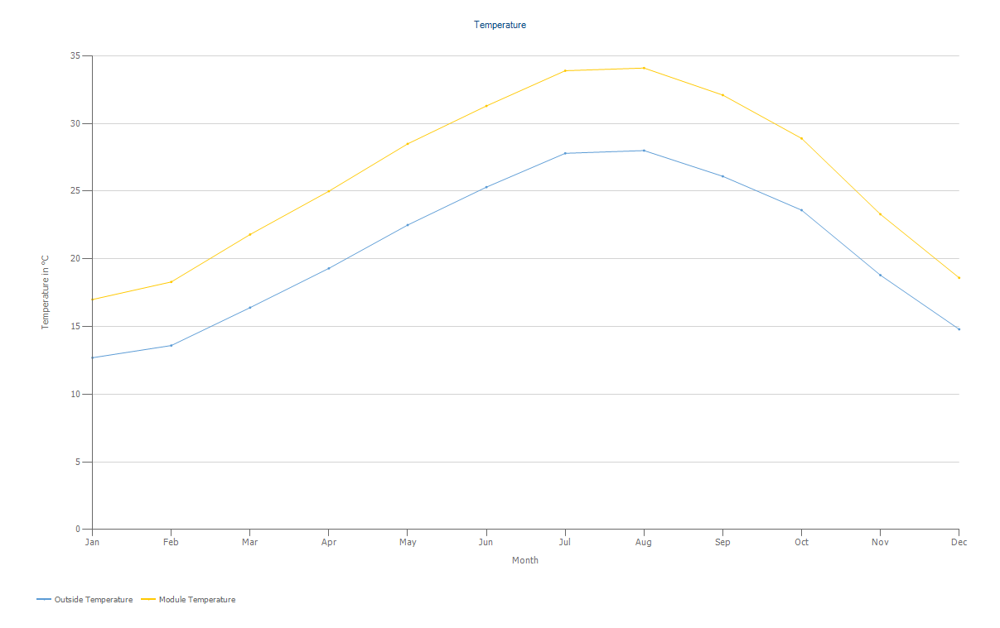 Temperature
35
30
25
20
15
10
5
0
Temperature in °C
Jan Feb Mar Apr May Jun Jul Aug Sep Oct Nov Dec
Month
Outside Temperature Module Temperature